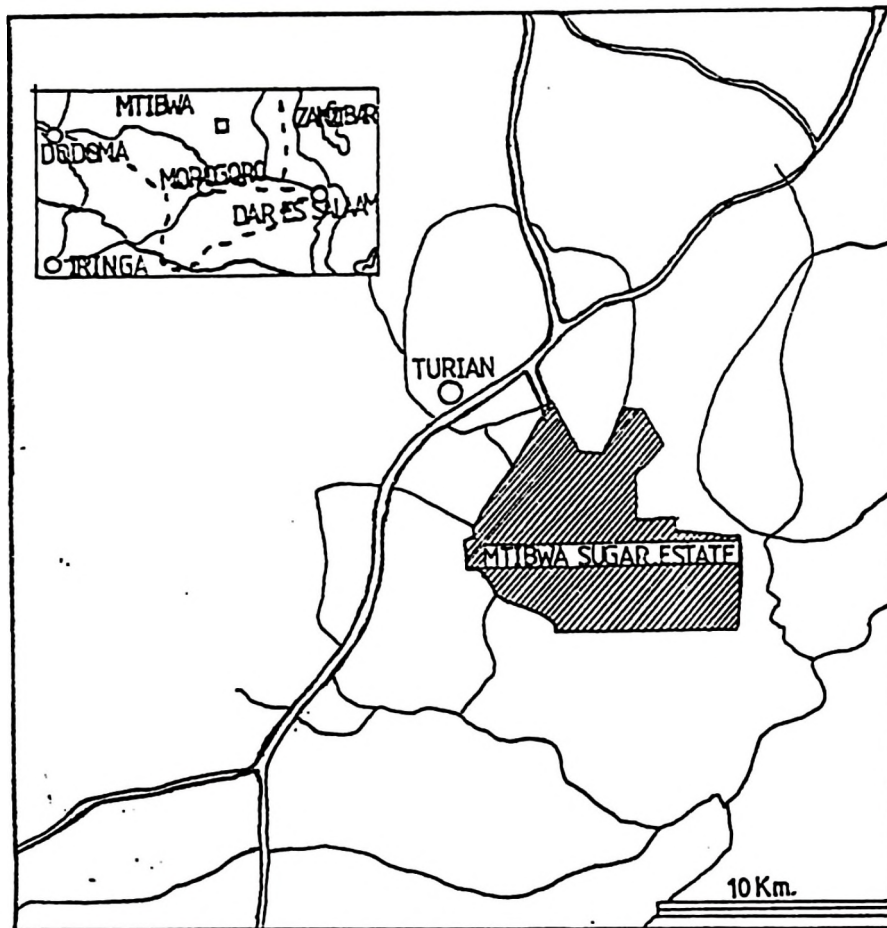 MTIBWA
ZANZIBAR
DODOMA
MOROGORO
DAR ES SALAAM
IRINGA
TURIAN
MTIBWA SUGAR ESTATE
10 Km.